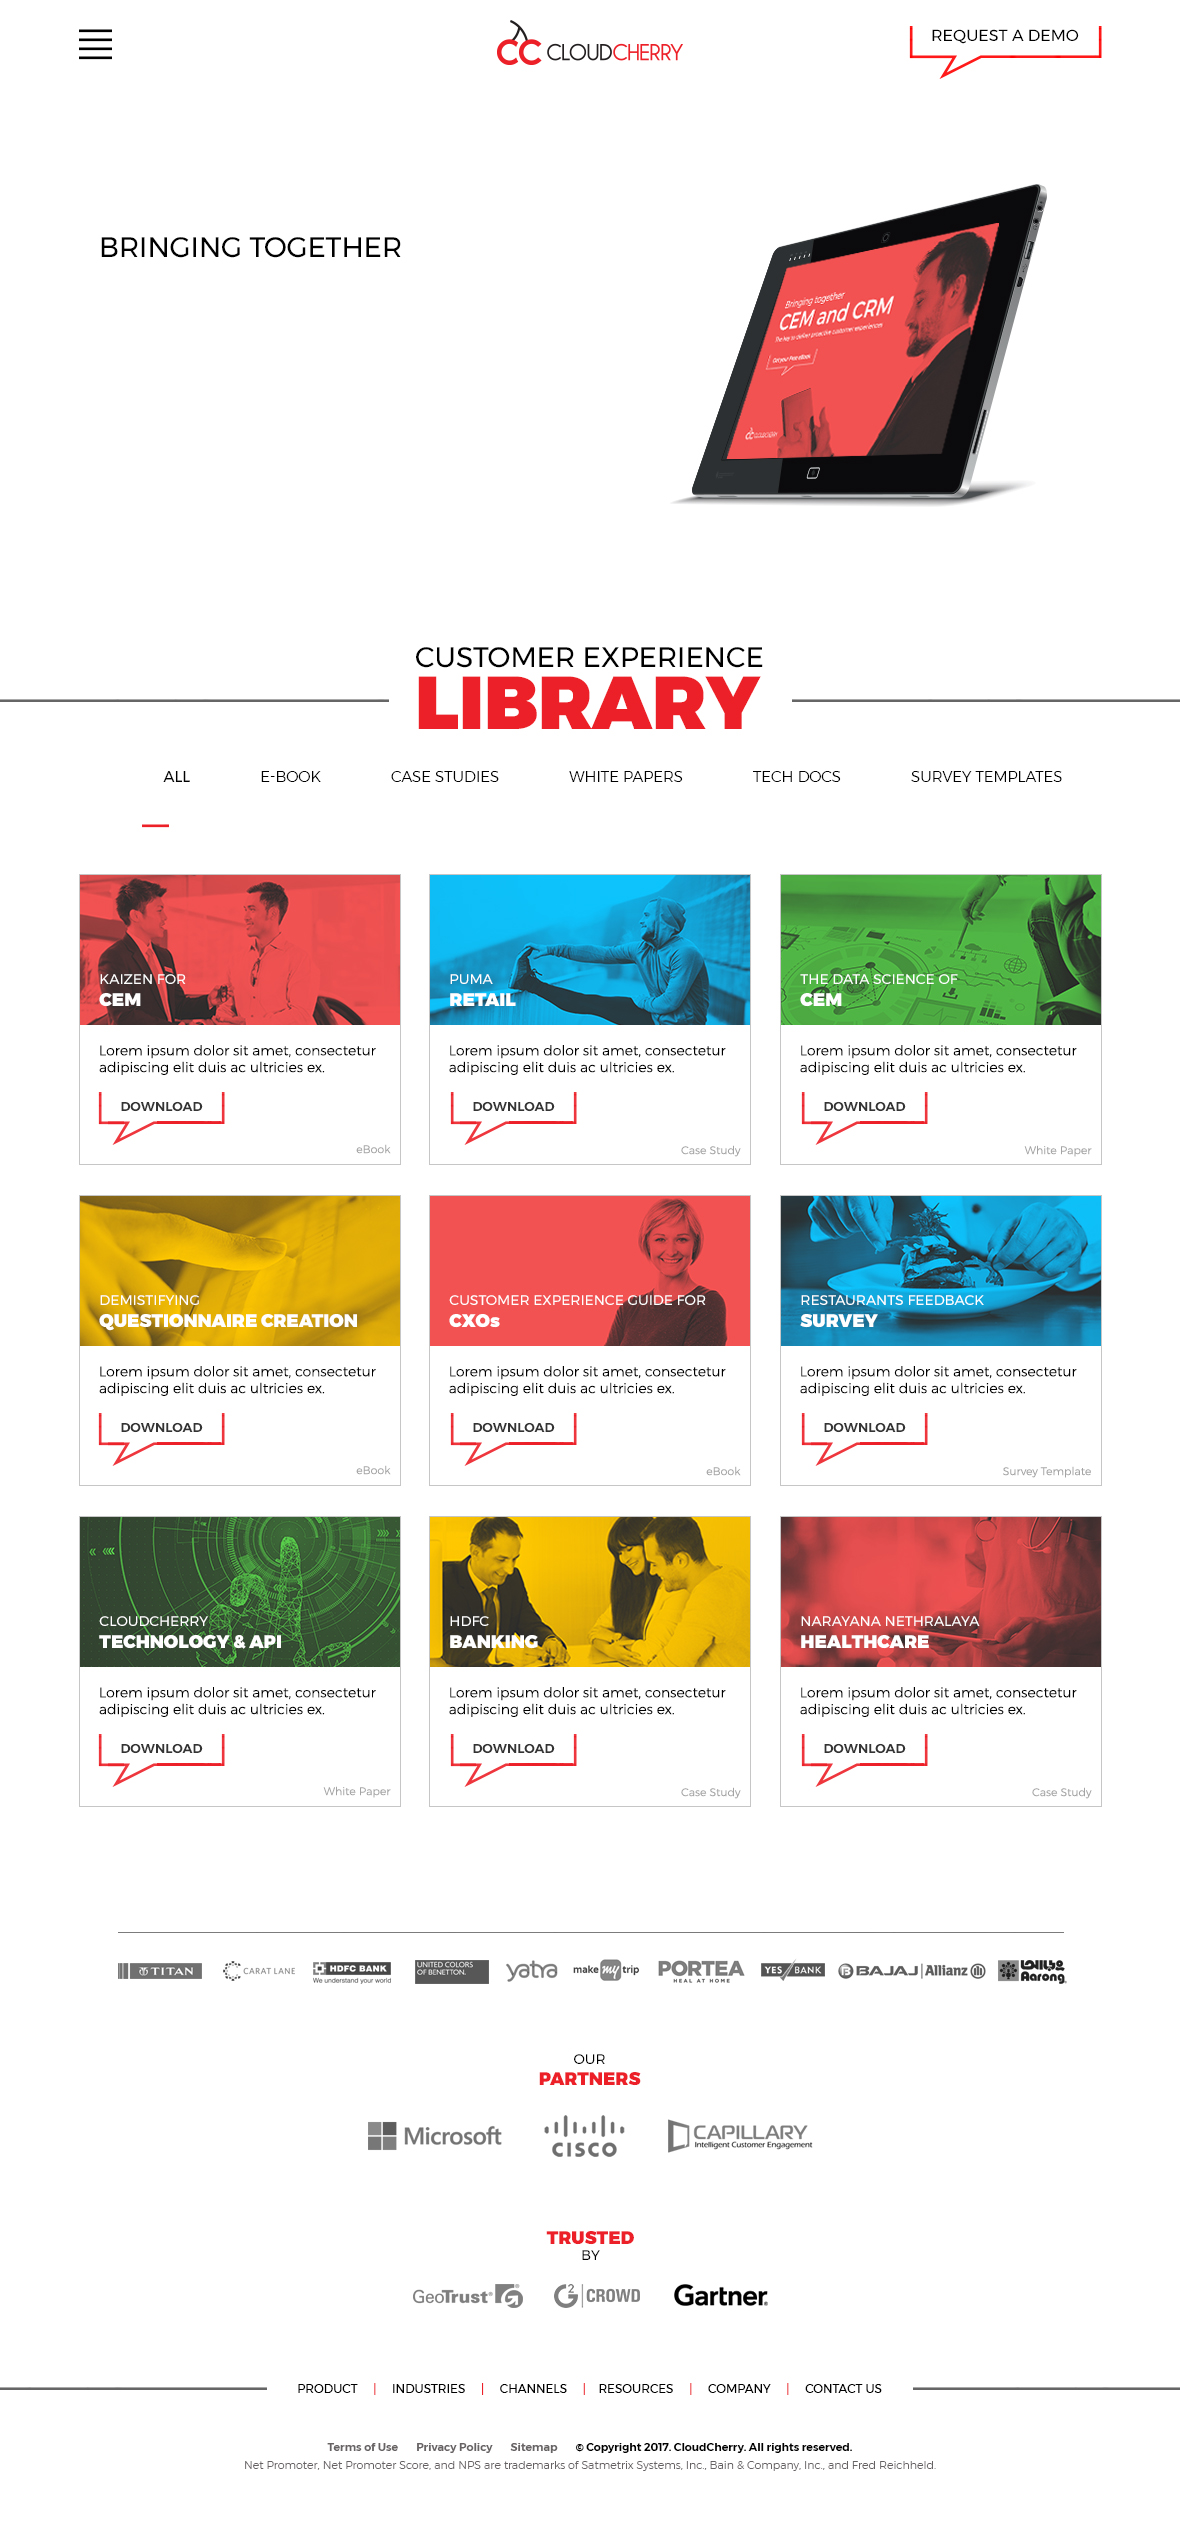 CLOUDCHERRY
REQUEST A DEMO
BRINGING TOGETHER
Bringing together
CEM and CRM
The key to deliver proactive customer experiences
Get your Free eBook
CLOUDCHERRY
CUSTOMER EXPERIENCE
LIBRARY
ALL E-BOOK CASE STUDIES WHITE PAPERS TECH DOCS SURVEY TEMPLATES
KAIZEN FOR
CEM
Lorem ipsum dolor sit amet, consectetur
adipiscing elit duis ac ultricies ex.
DOWNLOAD
eBook
PUMA
RETAIL
Lorem ipsum dolor sit amet, consectetur
adipiscing elit duis ac ultricies ex.
DOWNLOAD
Case Study
THE DATA SCIENCE OF
CEM
Lorem ipsum dolor sit amet, consectetur
adipiscing elit duis ac ultricies ex.
DOWNLOAD
White Paper
DEMISTIFYING
QUESTIONNAIRE CREATION
Lorem ipsum dolor sit amet, consectetur
adipiscing elit duis ac ultricies ex.
DOWNLOAD
eBook
CUSTOMER EXPERIENCE GUIDE FOR
CXOs
Lorem ipsum dolor sit amet, consectetur
adipiscing elit duis ac ultricies ex.
DOWNLOAD
eBook
RESTAURANTS FEEDBACK
SURVEY
Lorem ipsum dolor sit amet, consectetur
adipiscing elit duis ac ultricies ex.
DOWNLOAD
Survey Template
CLOUDCHERRY
TECHNOLOGY & API
Lorem ipsum dolor sit amet, consectetur
adipiscing elit duis ac ultricies ex.
DOWNLOAD
White Paper
HDFC
BANKING
Lorem ipsum dolor sit amet, consectetur
adipiscing elit duis ac ultricies ex.
DOWNLOAD
Case Study
NARAYANA NETHRALAYA
HEALTHCARE
Lorem ipsum dolor sit amet, consectetur
adipiscing elit duis ac ultricies ex.
DOWNLOAD
Case Study
TITAN
CARAT LANE
HDFC BANK
We understand your world
UNITED COLORS
OF BENETTON.
yatra
make my trip
PORTEA
HEAL AT HOME
YES BANK
BAJAJ Allianz
Aarong
OUR
PARTNERS
Microsoft
CISCO
CAPILLARY
Intelligent Customer Engagement
TRUSTED
BY
GeoTrust®
G2 | CROWD
Gartner
PRODUCT | INDUSTRIES | CHANNELS | RESOURCES | COMPANY | CONTACT US
Terms of Use Privacy Policy Sitemap © Copyright 2017. CloudCherry. All rights reserved.
Net Promoter, Net Promoter Score, and NPS are trademarks of Satmetrix Systems, Inc., Bain & Company, Inc., and Fred Reichheld.